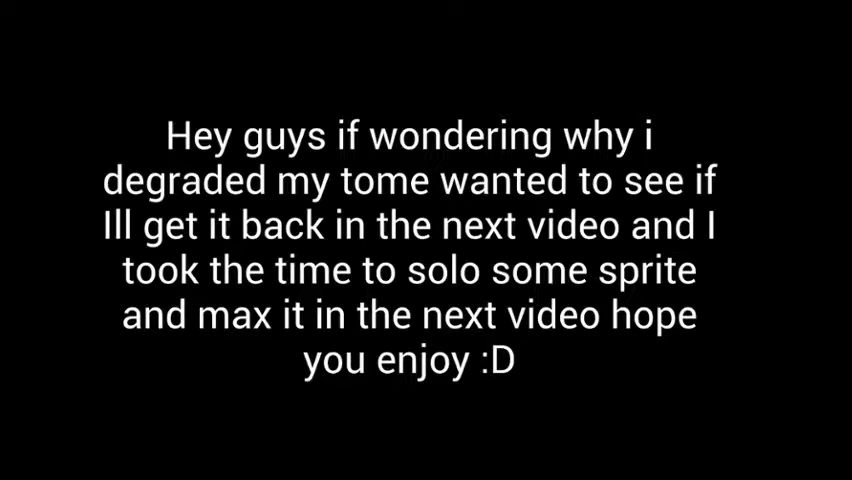 Hey guys if wondering why i
degraded my tome wanted to see if
Ill get it back in the next video and I
took the time to solo some sprite
and max it in the next video hope
you enjoy :D